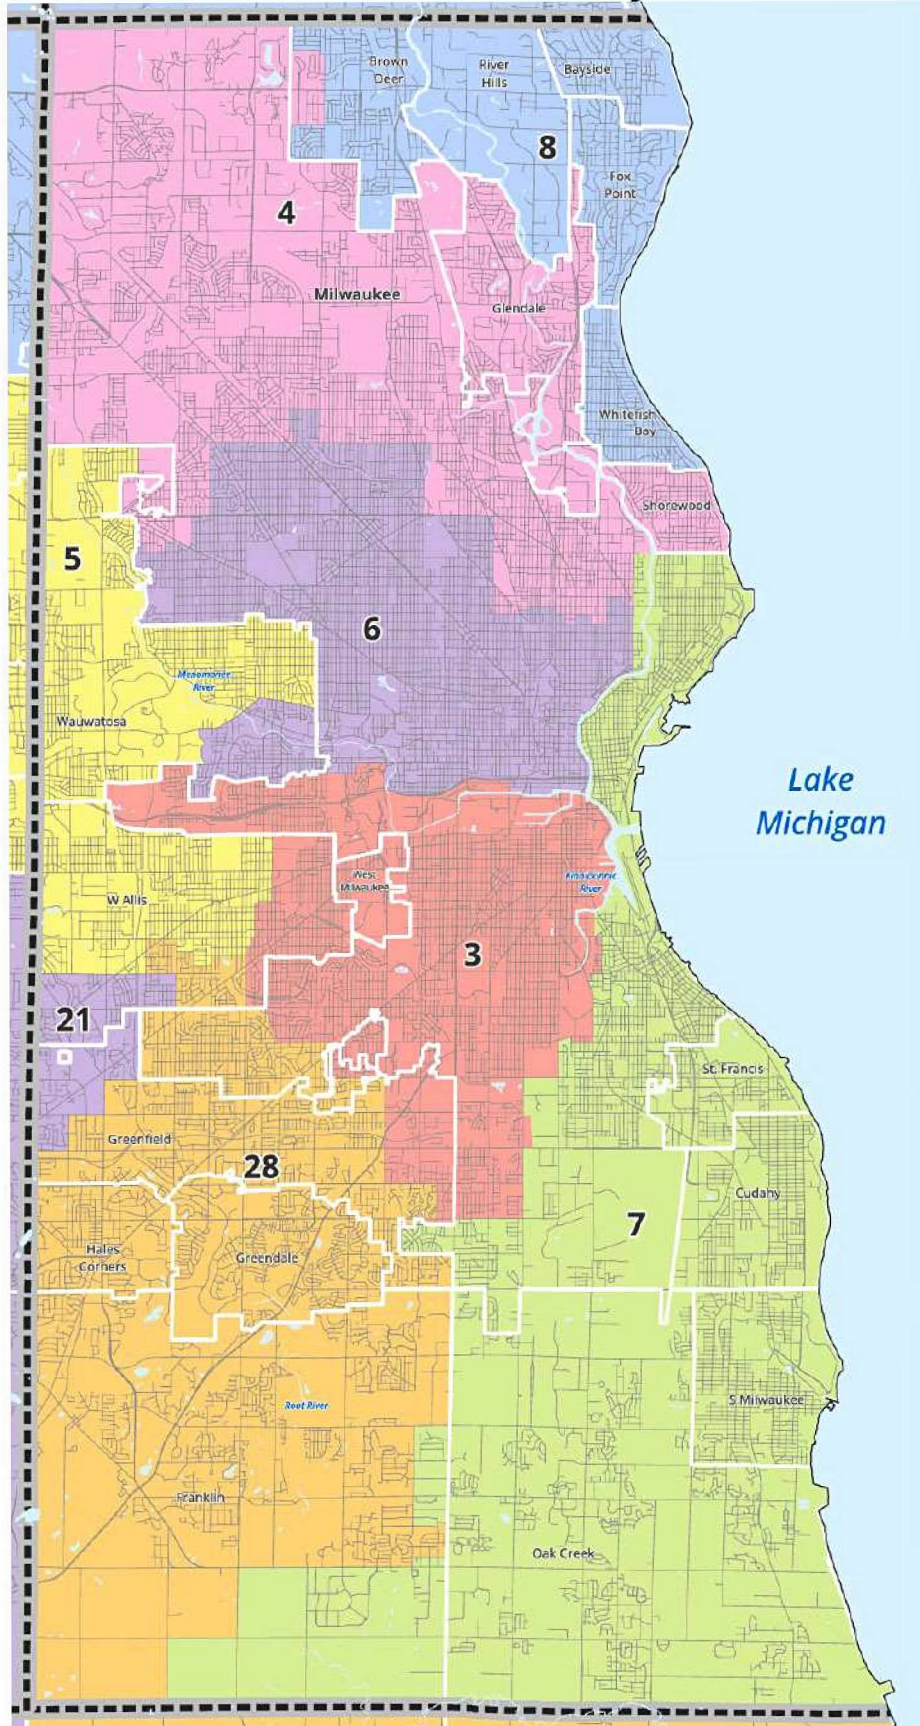 Brown
Deer
River
Hills
Bayside
8
Fox
Point
4
Milwaukee
Glendale
Whitefish
Bay
Shorewood
5
6
Menomonee
River
Wauwatosa
Lake
Michigan
West
Milwaukee
Kinnickinnic
River
W Allis
3
21
St. Francis
Greenfield
28
Cudahy
7
Hales
Corners
Greendale
S Milwaukee
Root River
Franklin
Oak Creek